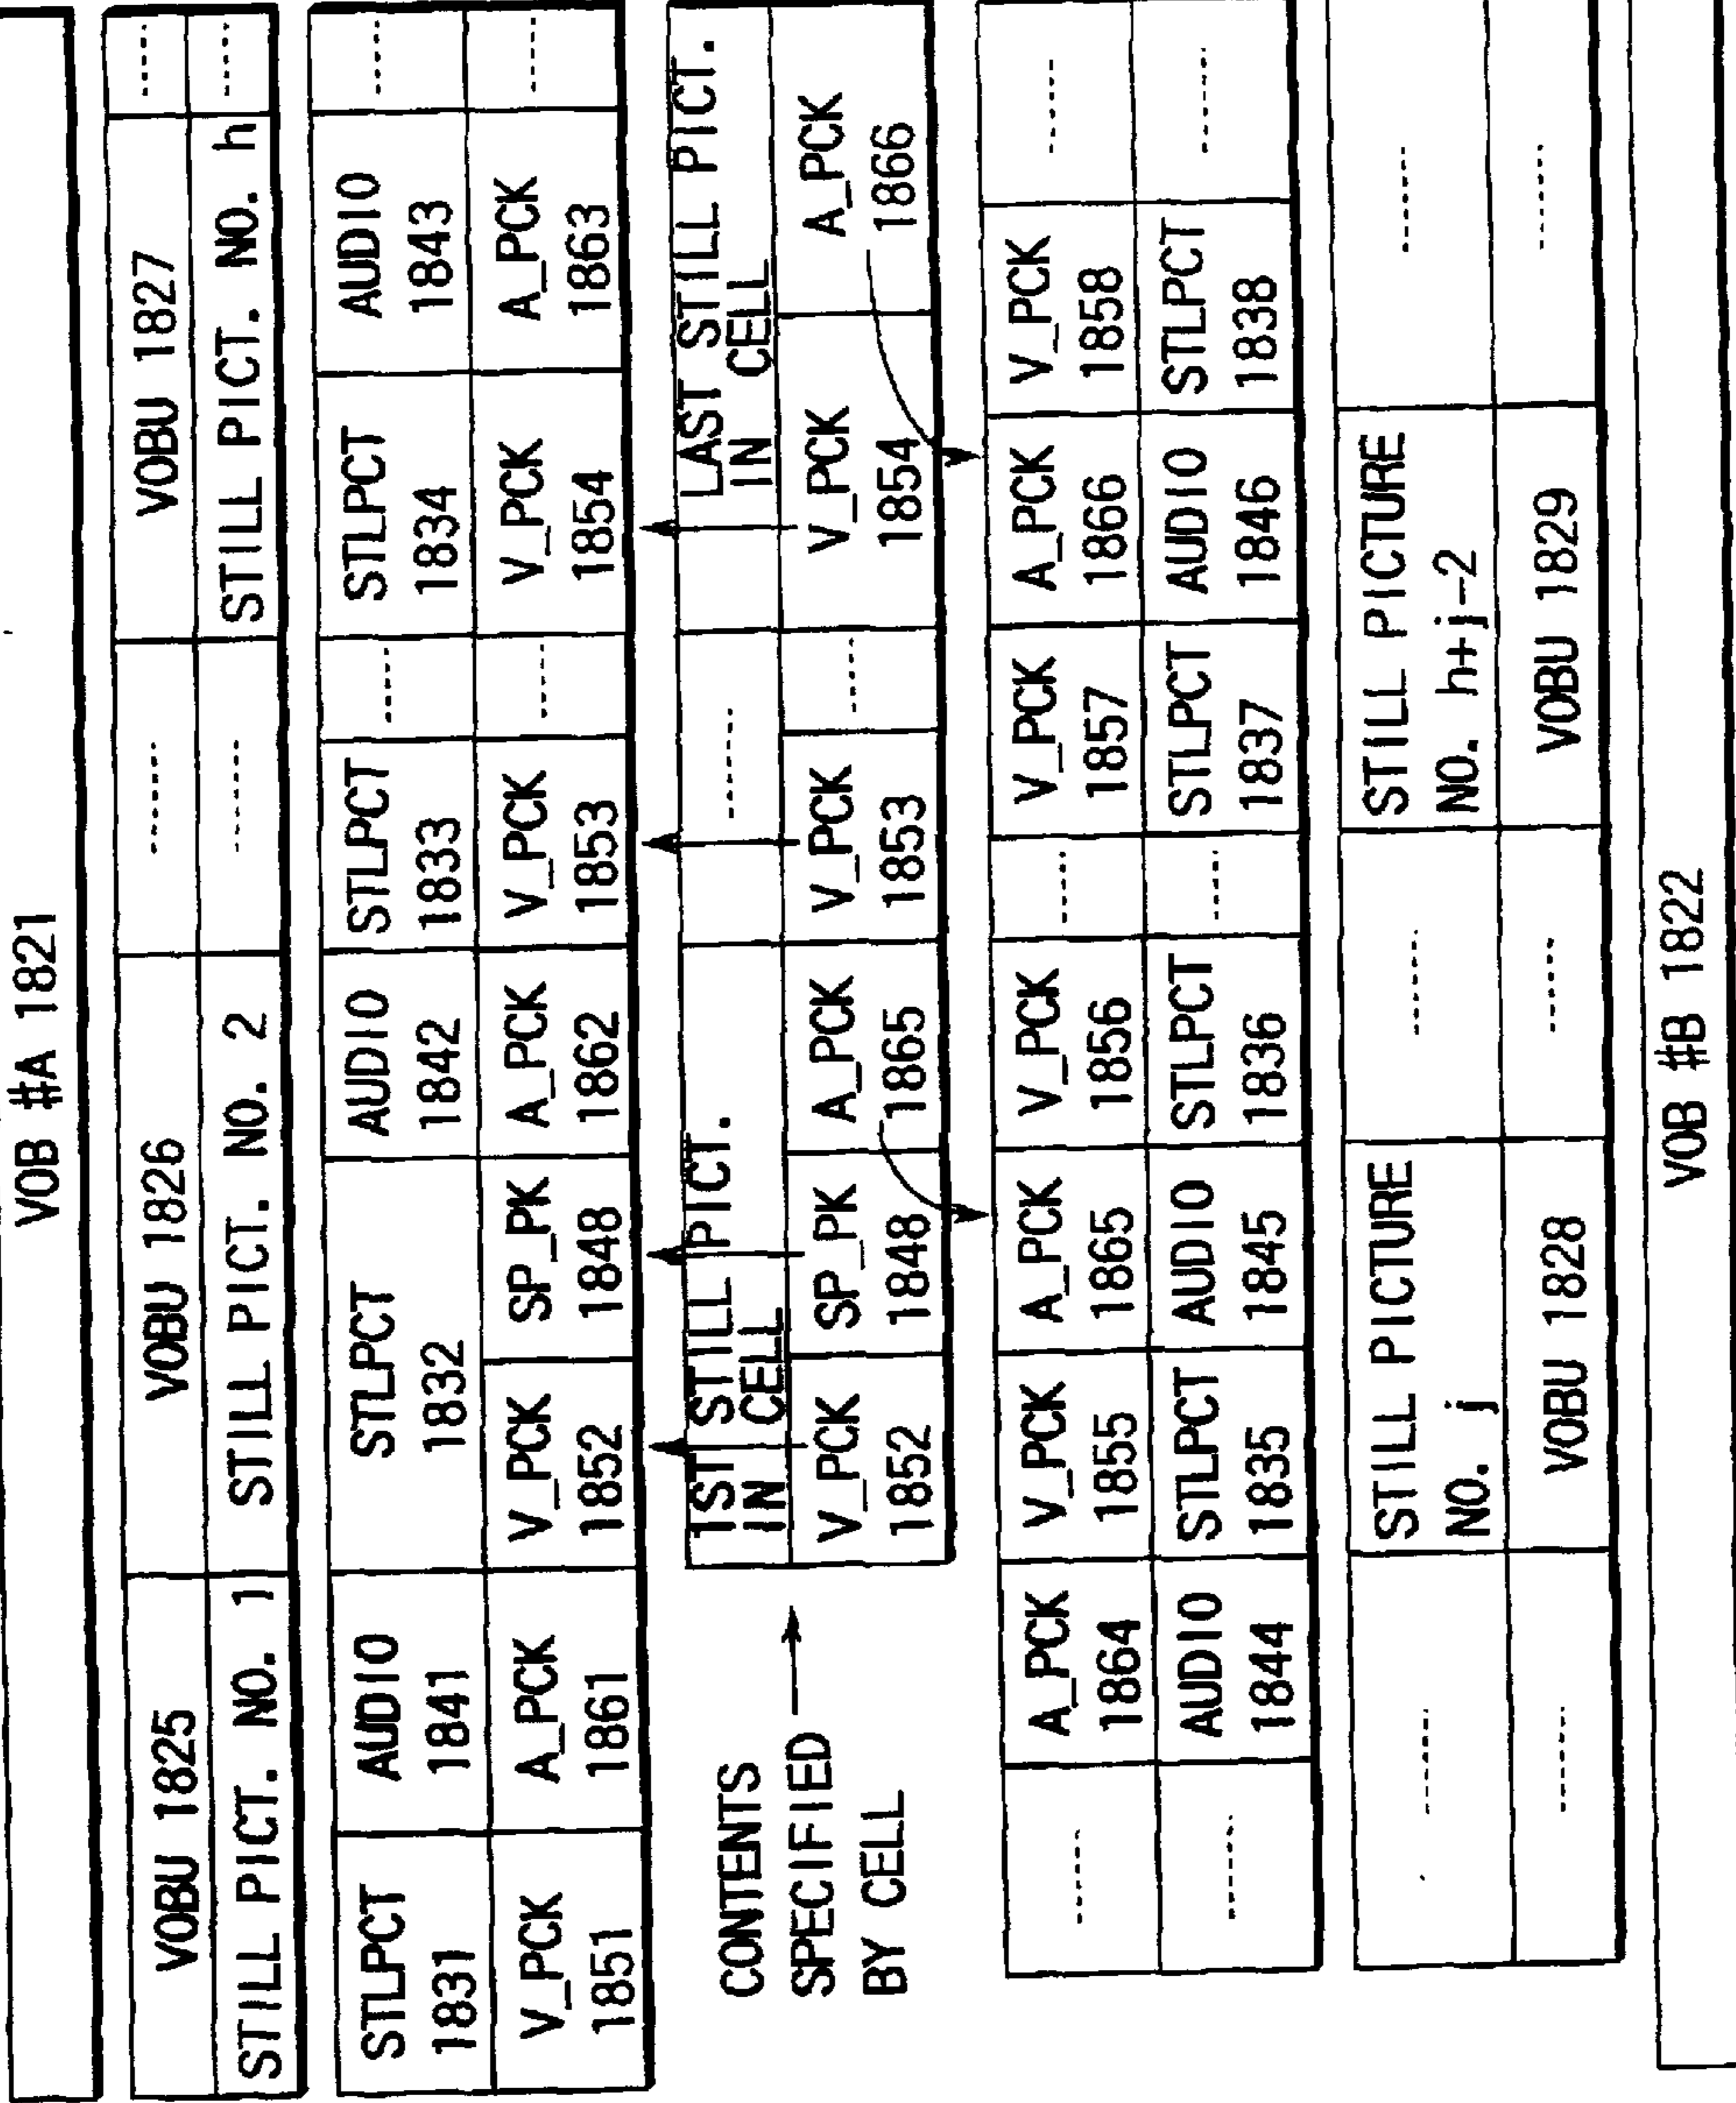 VOB #A 1821
VOBU 1825 VOBU 1826 ------ VOBU 1827 -----
STILL PICT. NO. 1 STILL PICT. NO. 2 ------ STILL PICT. NO. h -----
STLPCT AUDIO STLPCT AUDIO STLPCT ----- STLPCT AUDIO -----
1831 1841 1832 1842 1833 1834 1843
V_PCK A_PCK V_PCK SP_PK A_PCK V_PCK ----- V_PCK A_PCK -----
1851 1861 1852 1848 1862 1853 1854 1863
CONTENTS
SPECIFIED
BY CELL
1ST STILL PICT.
IN CELL
------
LAST STILL PICT.
IN CELL
V_PCK SP_PK A_PCK V_PCK ----- V_PCK A_PCK
1852 1848 1865 1853 1854 1866
------ A_PCK V_PCK A_PCK V_PCK ----- V_PCK A_PCK V_PCK ------
1864 1855 1865 1856 1857 1866 1858
------ AUDIO STLPCT AUDIO STLPCT ----- STLPCT AUDIO STLPCT ------
1844 1835 1845 1836 1837 1846 1838
------ STILL PICTURE ------ STILL PICTURE ------
NO. j NO. h+j-2
------ VOBU 1828 ------ VOBU 1829 ------
VOB #B 1822